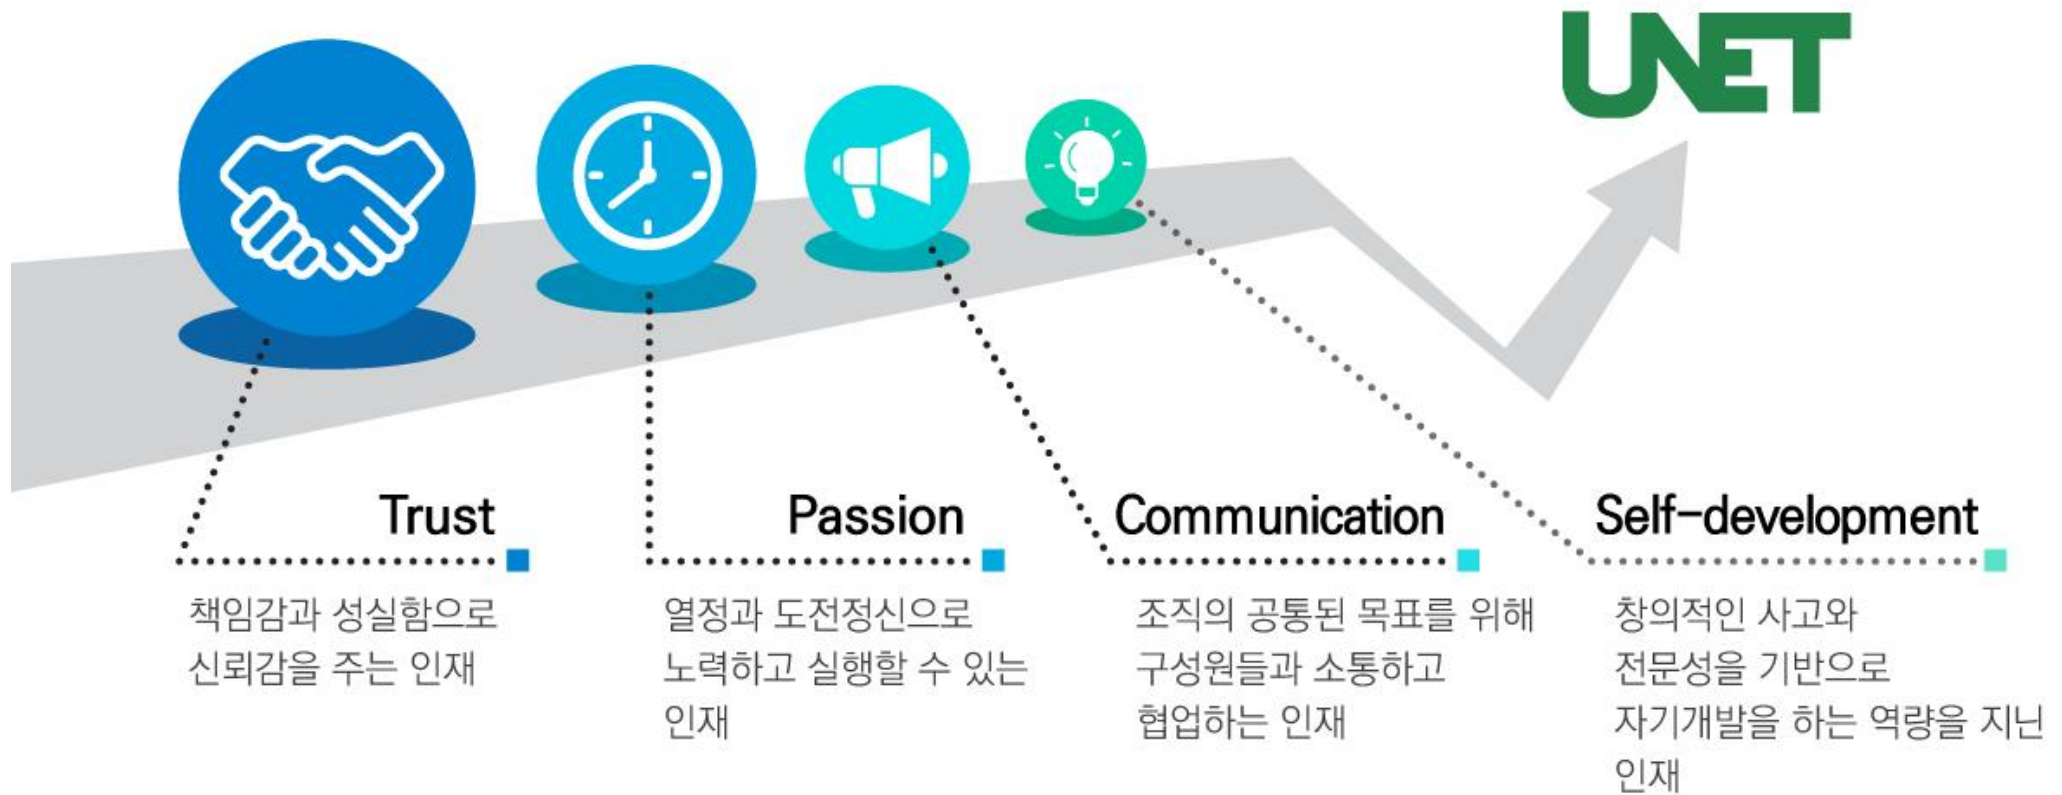 UNET
Trust
책임감과 성실함으로
신뢰감을 주는 인재
Passion
열정과 도전정신으로
노력하고 실행할 수 있는
인재
Communication
조직의 공통된 목표를 위해
구성원들과 소통하고
협업하는 인재
Self-development
창의적인 사고와
전문성을 기반으로
자기개발을 하는 역량을 지닌
인재